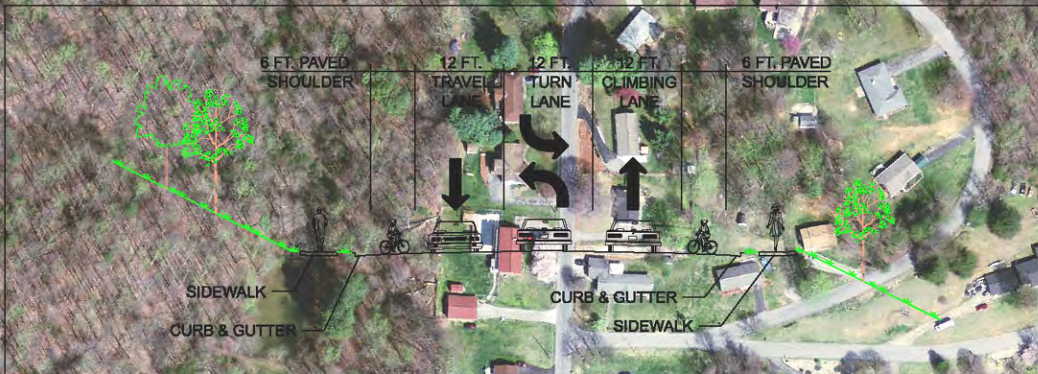 6 FT. PAVED
SHOULDER
12 FT.
TRAVEL
LANE
12 FT.
TURN
LANE
12 FT.
CLIMBING
LANE
6 FT. PAVED
SHOULDER
SIDEWALK
CURB & GUTTER
CURB & GUTTER
SIDEWALK